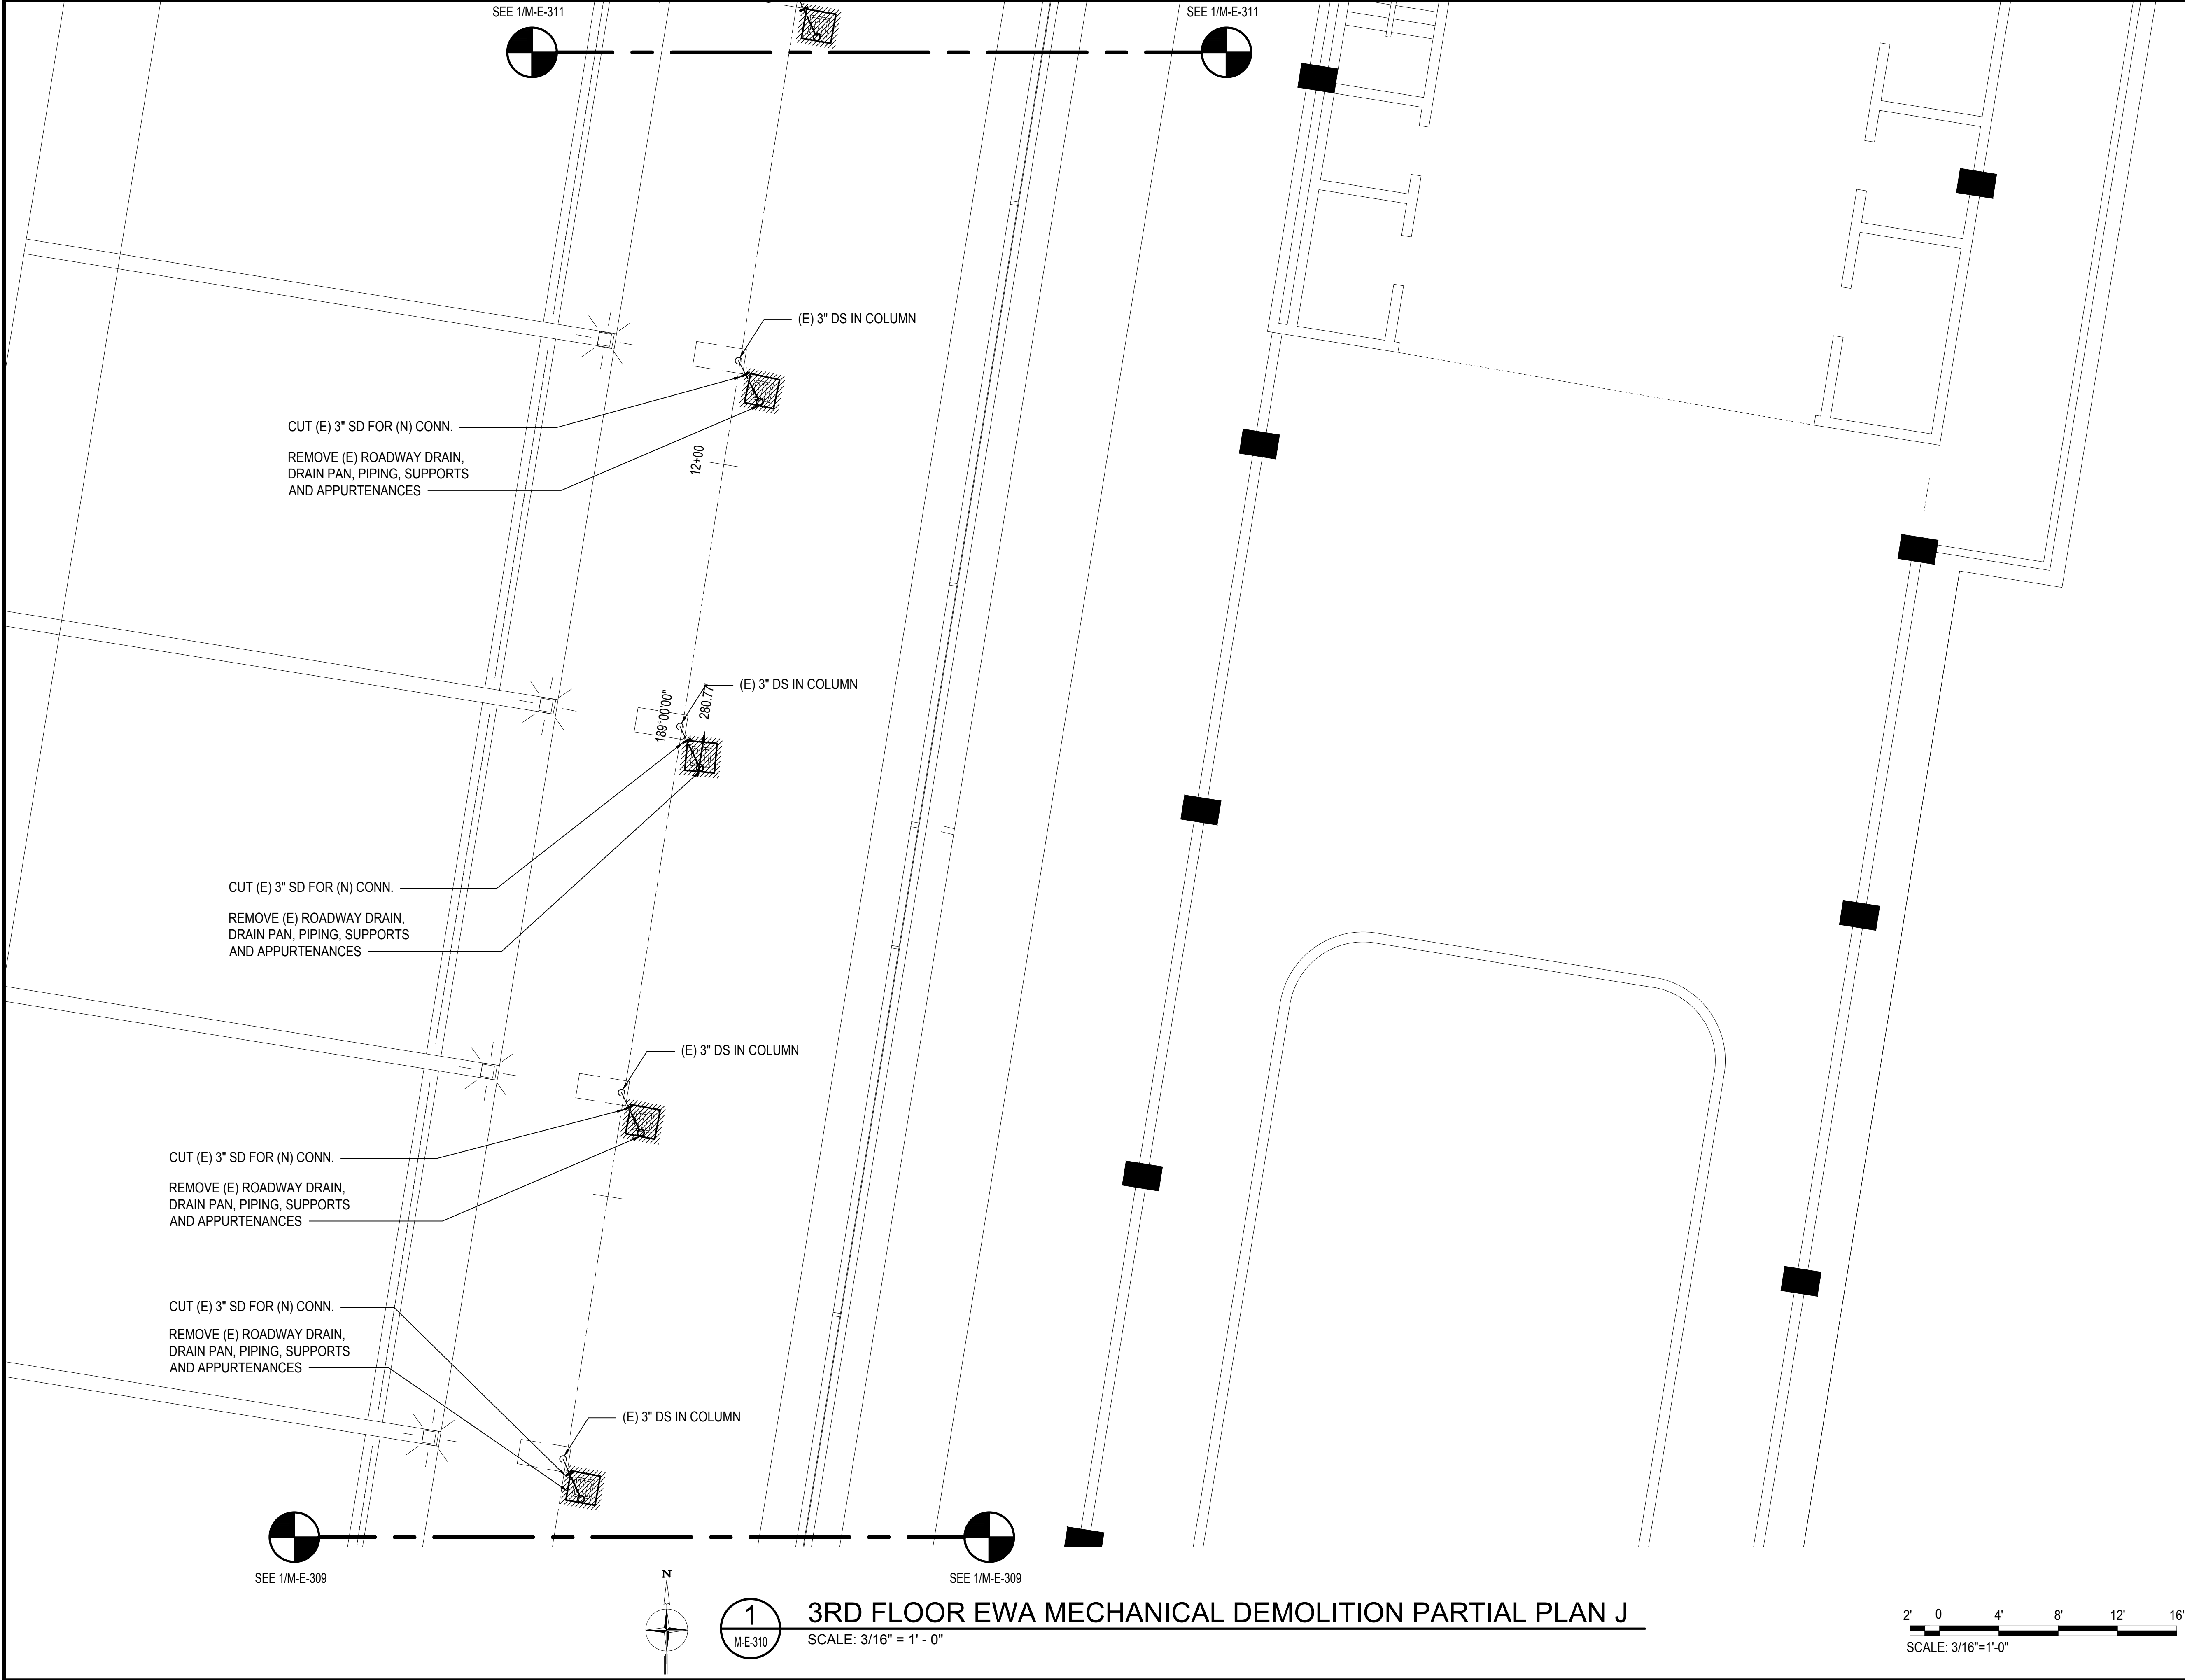 SEE 1/M-E-311
SEE 1/M-E-311
(E) 3" DS IN COLUMN
CUT (E) 3" SD FOR (N) CONN.
REMOVE (E) ROADWAY DRAIN,
DRAIN PAN, PIPING, SUPPORTS
AND APPURTENANCES
12+00
(E) 3" DS IN COLUMN
189°00'00"
280.77'
CUT (E) 3" SD FOR (N) CONN.
REMOVE (E) ROADWAY DRAIN,
DRAIN PAN, PIPING, SUPPORTS
AND APPURTENANCES
(E) 3" DS IN COLUMN
CUT (E) 3" SD FOR (N) CONN.
REMOVE (E) ROADWAY DRAIN,
DRAIN PAN, PIPING, SUPPORTS
AND APPURTENANCES
CUT (E) 3" SD FOR (N) CONN.
REMOVE (E) ROADWAY DRAIN,
DRAIN PAN, PIPING, SUPPORTS
AND APPURTENANCES
(E) 3" DS IN COLUMN
SEE 1/M-E-309
SEE 1/M-E-309
N
1
M-E-310
3RD FLOOR EWA MECHANICAL DEMOLITION PARTIAL PLAN J
SCALE: 3/16" = 1' - 0"
2' 0 4' 8' 12' 16'
SCALE: 3/16"=1'-0"